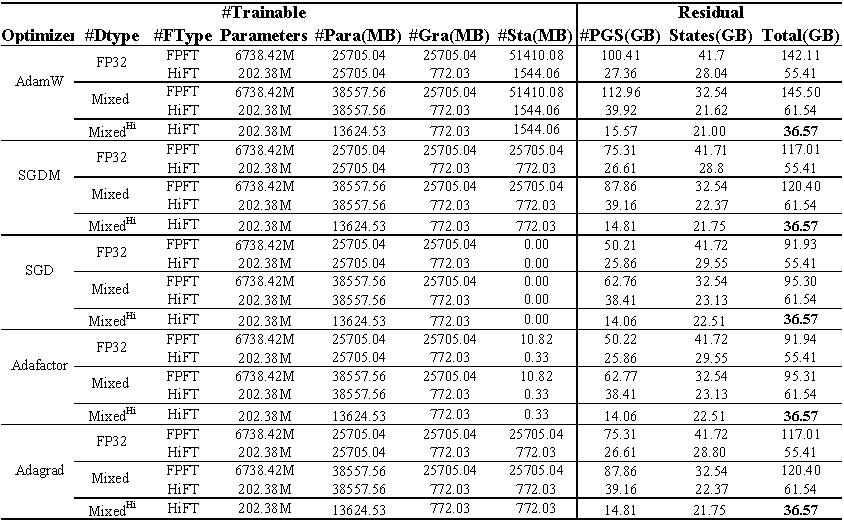 #Trainable Residual
Optimizer #Dtype #FType Parameters #Para(MB) #Gra(MB) #Sta(MB) #PGS(GB) States(GB) Total(GB)
AdamW FP32 FPFT 6738.42M 25705.04 25705.04 51410.08 100.41 41.7 142.11
HiFT 202.38M 25705.04 772.03 1544.06 27.36 28.04 55.41
Mixed FPFT 6738.42M 38557.56 25705.04 51410.08 112.96 32.54 145.50
HiFT 202.38M 38557.56 772.03 1544.06 39.92 21.62 61.54
Mixed^Hi HiFT 202.38M 13624.53 772.03 1544.06 15.57 21.00 36.57
SGDM FP32 FPFT 6738.42M 25705.04 25705.04 25705.04 75.31 41.71 117.01
HiFT 202.38M 25705.04 772.03 772.03 26.61 28.8 55.41
Mixed FPFT 6738.42M 38557.56 25705.04 25705.04 87.86 32.54 120.40
HiFT 202.38M 38557.56 772.03 772.03 39.16 22.37 61.54
Mixed^Hi HiFT 202.38M 13624.53 772.03 772.03 14.81 21.75 36.57
SGD FP32 FPFT 6738.42M 25705.04 25705.04 0.00 50.21 41.72 91.93
HiFT 202.38M 25705.04 772.03 0.00 25.86 29.55 55.41
Mixed FPFT 6738.42M 38557.56 25705.04 0.00 62.76 32.54 95.30
HiFT 202.38M 38557.56 772.03 0.00 38.41 23.13 61.54
Mixed^Hi HiFT 202.38M 13624.53 772.03 0.00 14.06 22.51 36.57
Adafactor FP32 FPFT 6738.42M 25705.04 25705.04 10.82 50.22 41.72 91.94
HiFT 202.38M 25705.04 772.03 0.33 25.86 29.55 55.41
Mixed FPFT 6738.42M 38557.56 25705.04 10.82 62.77 32.54 95.31
HiFT 202.38M 38557.56 772.03 0.33 38.41 23.13 61.54
Mixed^Hi HiFT 202.38M 13624.53 772.03 0.33 14.06 22.51 36.57
Adagrad FP32 FPFT 6738.42M 25705.04 25705.04 25705.04 75.31 41.72 117.01
HiFT 202.38M 25705.04 772.03 772.03 26.61 28.80 55.41
Mixed FPFT 6738.42M 38557.56 25705.04 25705.04 87.86 32.54 120.40
HiFT 202.38M 38557.56 772.03 772.03 39.16 22.37 61.54
Mixed^Hi HiFT 202.38M 13624.53 772.03 772.03 14.81 21.75 36.57